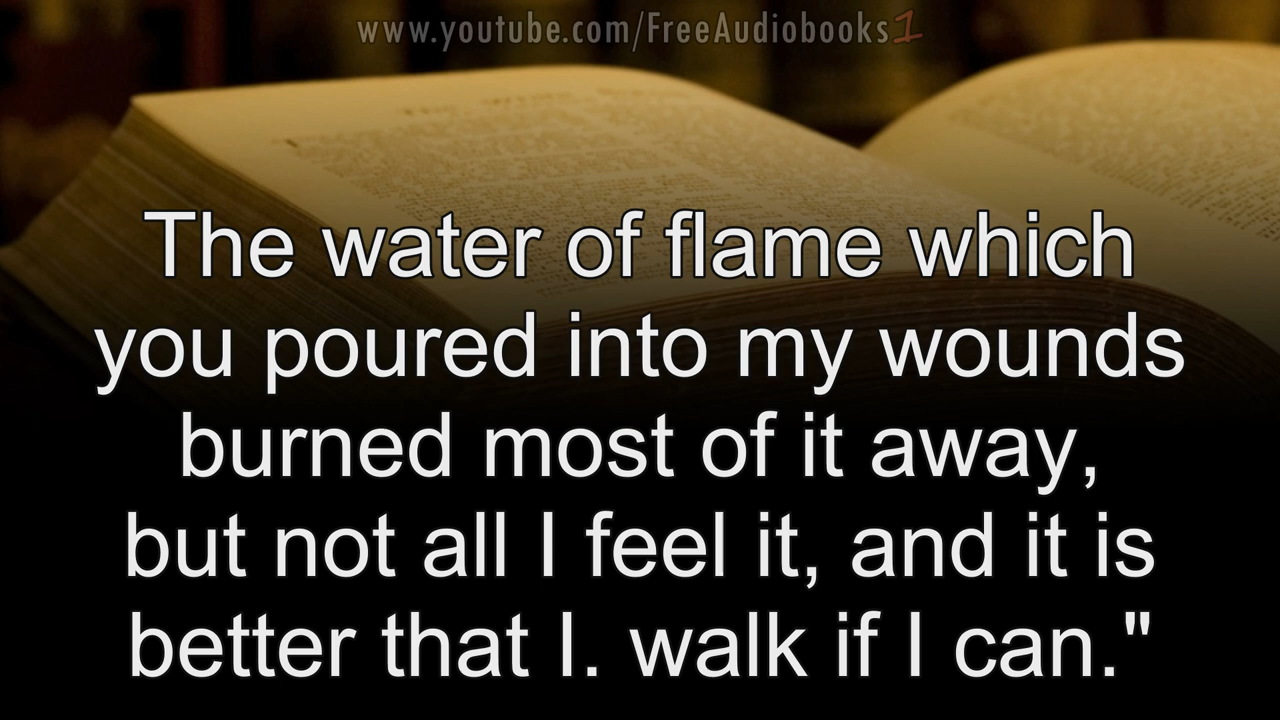 www.youtube.com/FreeAudiobooks1
The water of flame which
you poured into my wounds
burned most of it away,
but not all I feel it, and it is
better that I. walk if I can."